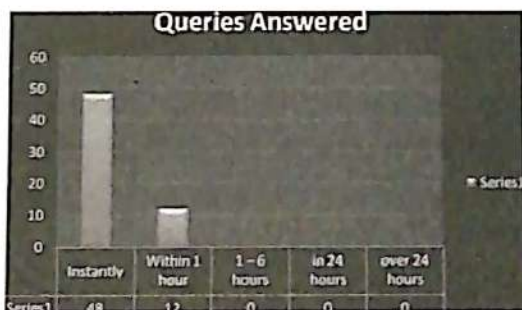 Queries Answered
60
50
40
30
20
10
0
Series1
Instantly Within 1 hour 1 – 6 hours in 24 hours over 24 hours
Series1 48 12 0 0 0